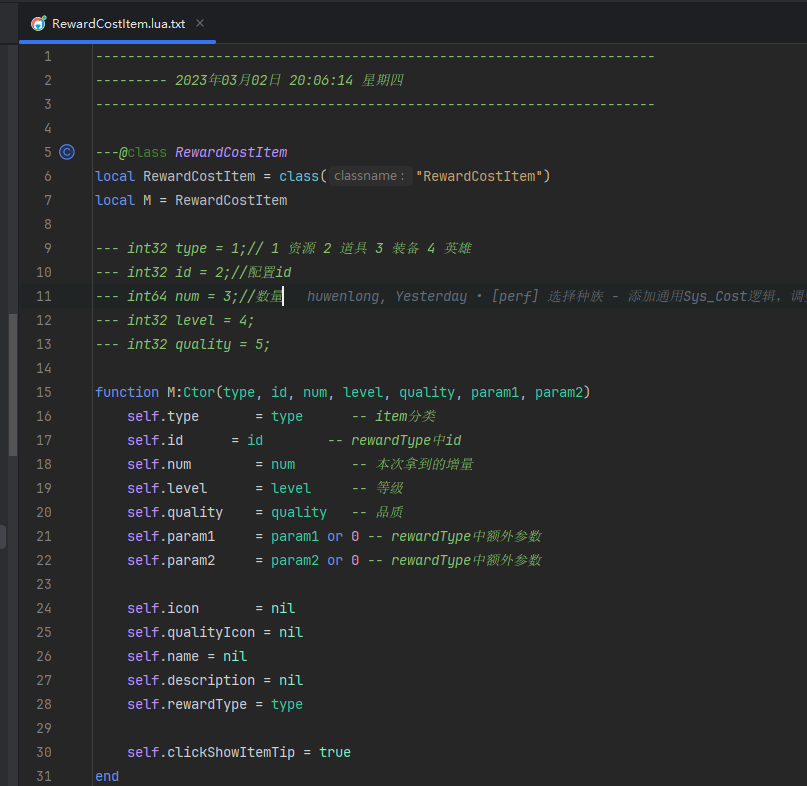 RewardCostItem.lua.txt
1 ----------------------------------------------------------------------
2 --------- 2023年03月02日 20:06:14 星期四
3 ----------------------------------------------------------------------
4
5 ---@class RewardCostItem
6 local RewardCostItem = class( classname : "RewardCostItem")
7 local M = RewardCostItem
8
9 --- int32 type = 1;// 1 资源 2 道具 3 装备 4 英雄
10 --- int32 id = 2;//配置id
11 --- int64 num = 3;//数量 huwenlong, Yesterday • [perf] 选择种族 - 添加通用Sys_Cost逻辑，调
12 --- int32 level = 4;
13 --- int32 quality = 5;
14
15 function M:Ctor(type, id, num, level, quality, param1, param2)
16 self.type = type -- item分类
17 self.id = id -- rewardType中id
18 self.num = num -- 本次拿到的增量
19 self.level = level -- 等级
20 self.quality = quality -- 品质
21 self.param1 = param1 or 0 -- rewardType中额外参数
22 self.param2 = param2 or 0 -- rewardType中额外参数
23
24 self.icon = nil
25 self.qualityIcon = nil
26 self.name = nil
27 self.description = nil
28 self.rewardType = type
29
30 self.clickShowItemTip = true
31 end